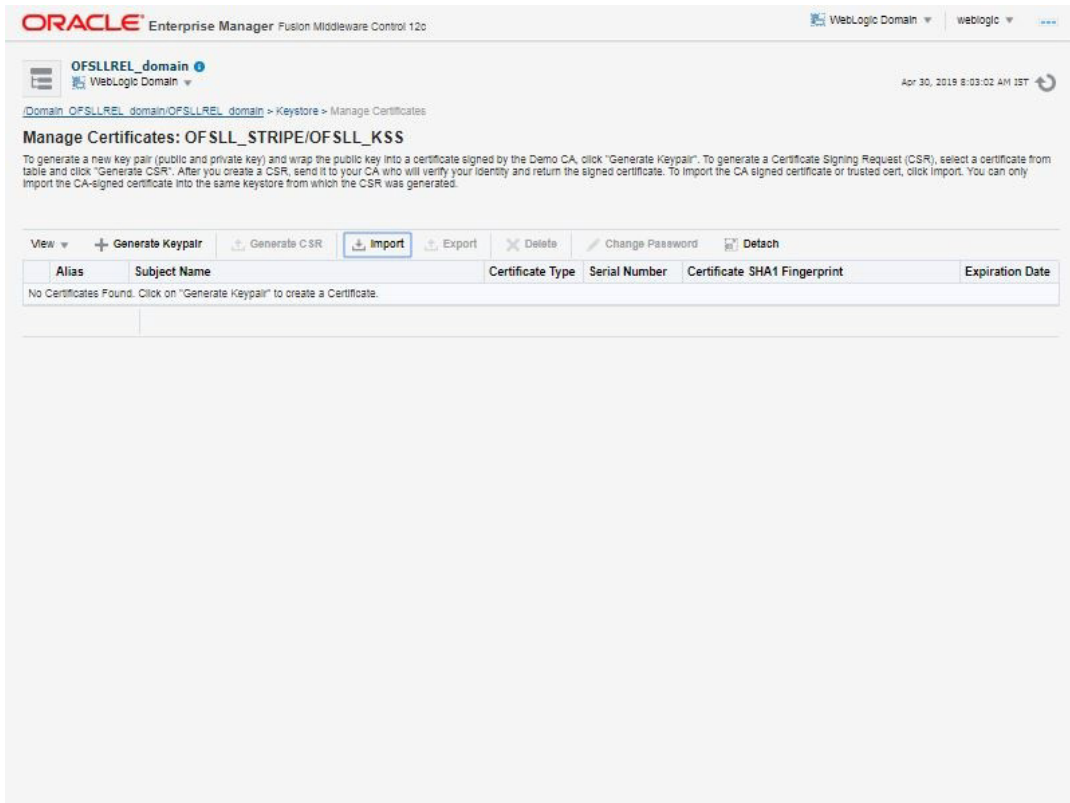 ORACLE Enterprise Manager Fusion Middleware Control 12c
WebLogic Domain
weblogic
OFSLLREL_domain
WebLogic Domain
Apr 30, 2019 8:03:02 AM IST
/Domain_OFSLLREL_domain/OFSLLREL_domain > Keystore > Manage Certificates
Manage Certificates: OFSLL_STRIPE/OFSLL_KSS
To generate a new key pair (public and private key) and wrap the public key into a certificate signed by the Demo CA, click "Generate Keypair". To generate a Certificate Signing Request (CSR), select a certificate from
table and click "Generate CSR". After you create a CSR, send it to your CA who will verify your identity and return the signed certificate. To import the CA signed certificate or trusted cert, click Import. You can only
import the CA-signed certificate into the same keystore from which the CSR was generated.
View Generate Keypair Generate CSR Import Export Delete Change Password Detach
Alias Subject Name Certificate Type Serial Number Certificate SHA1 Fingerprint Expiration Date
No Certificates Found. Click on "Generate Keypair" to create a Certificate.